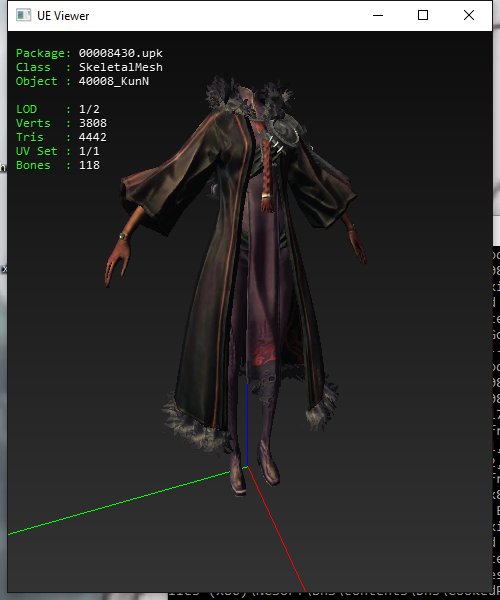 UE Viewer
Package: 00008430.upk
Class : SkeletalMesh
Object : 40008_KunN
LOD : 1/2
Verts : 3808
Tris : 4442
UV Set : 1/1
Bones : 118